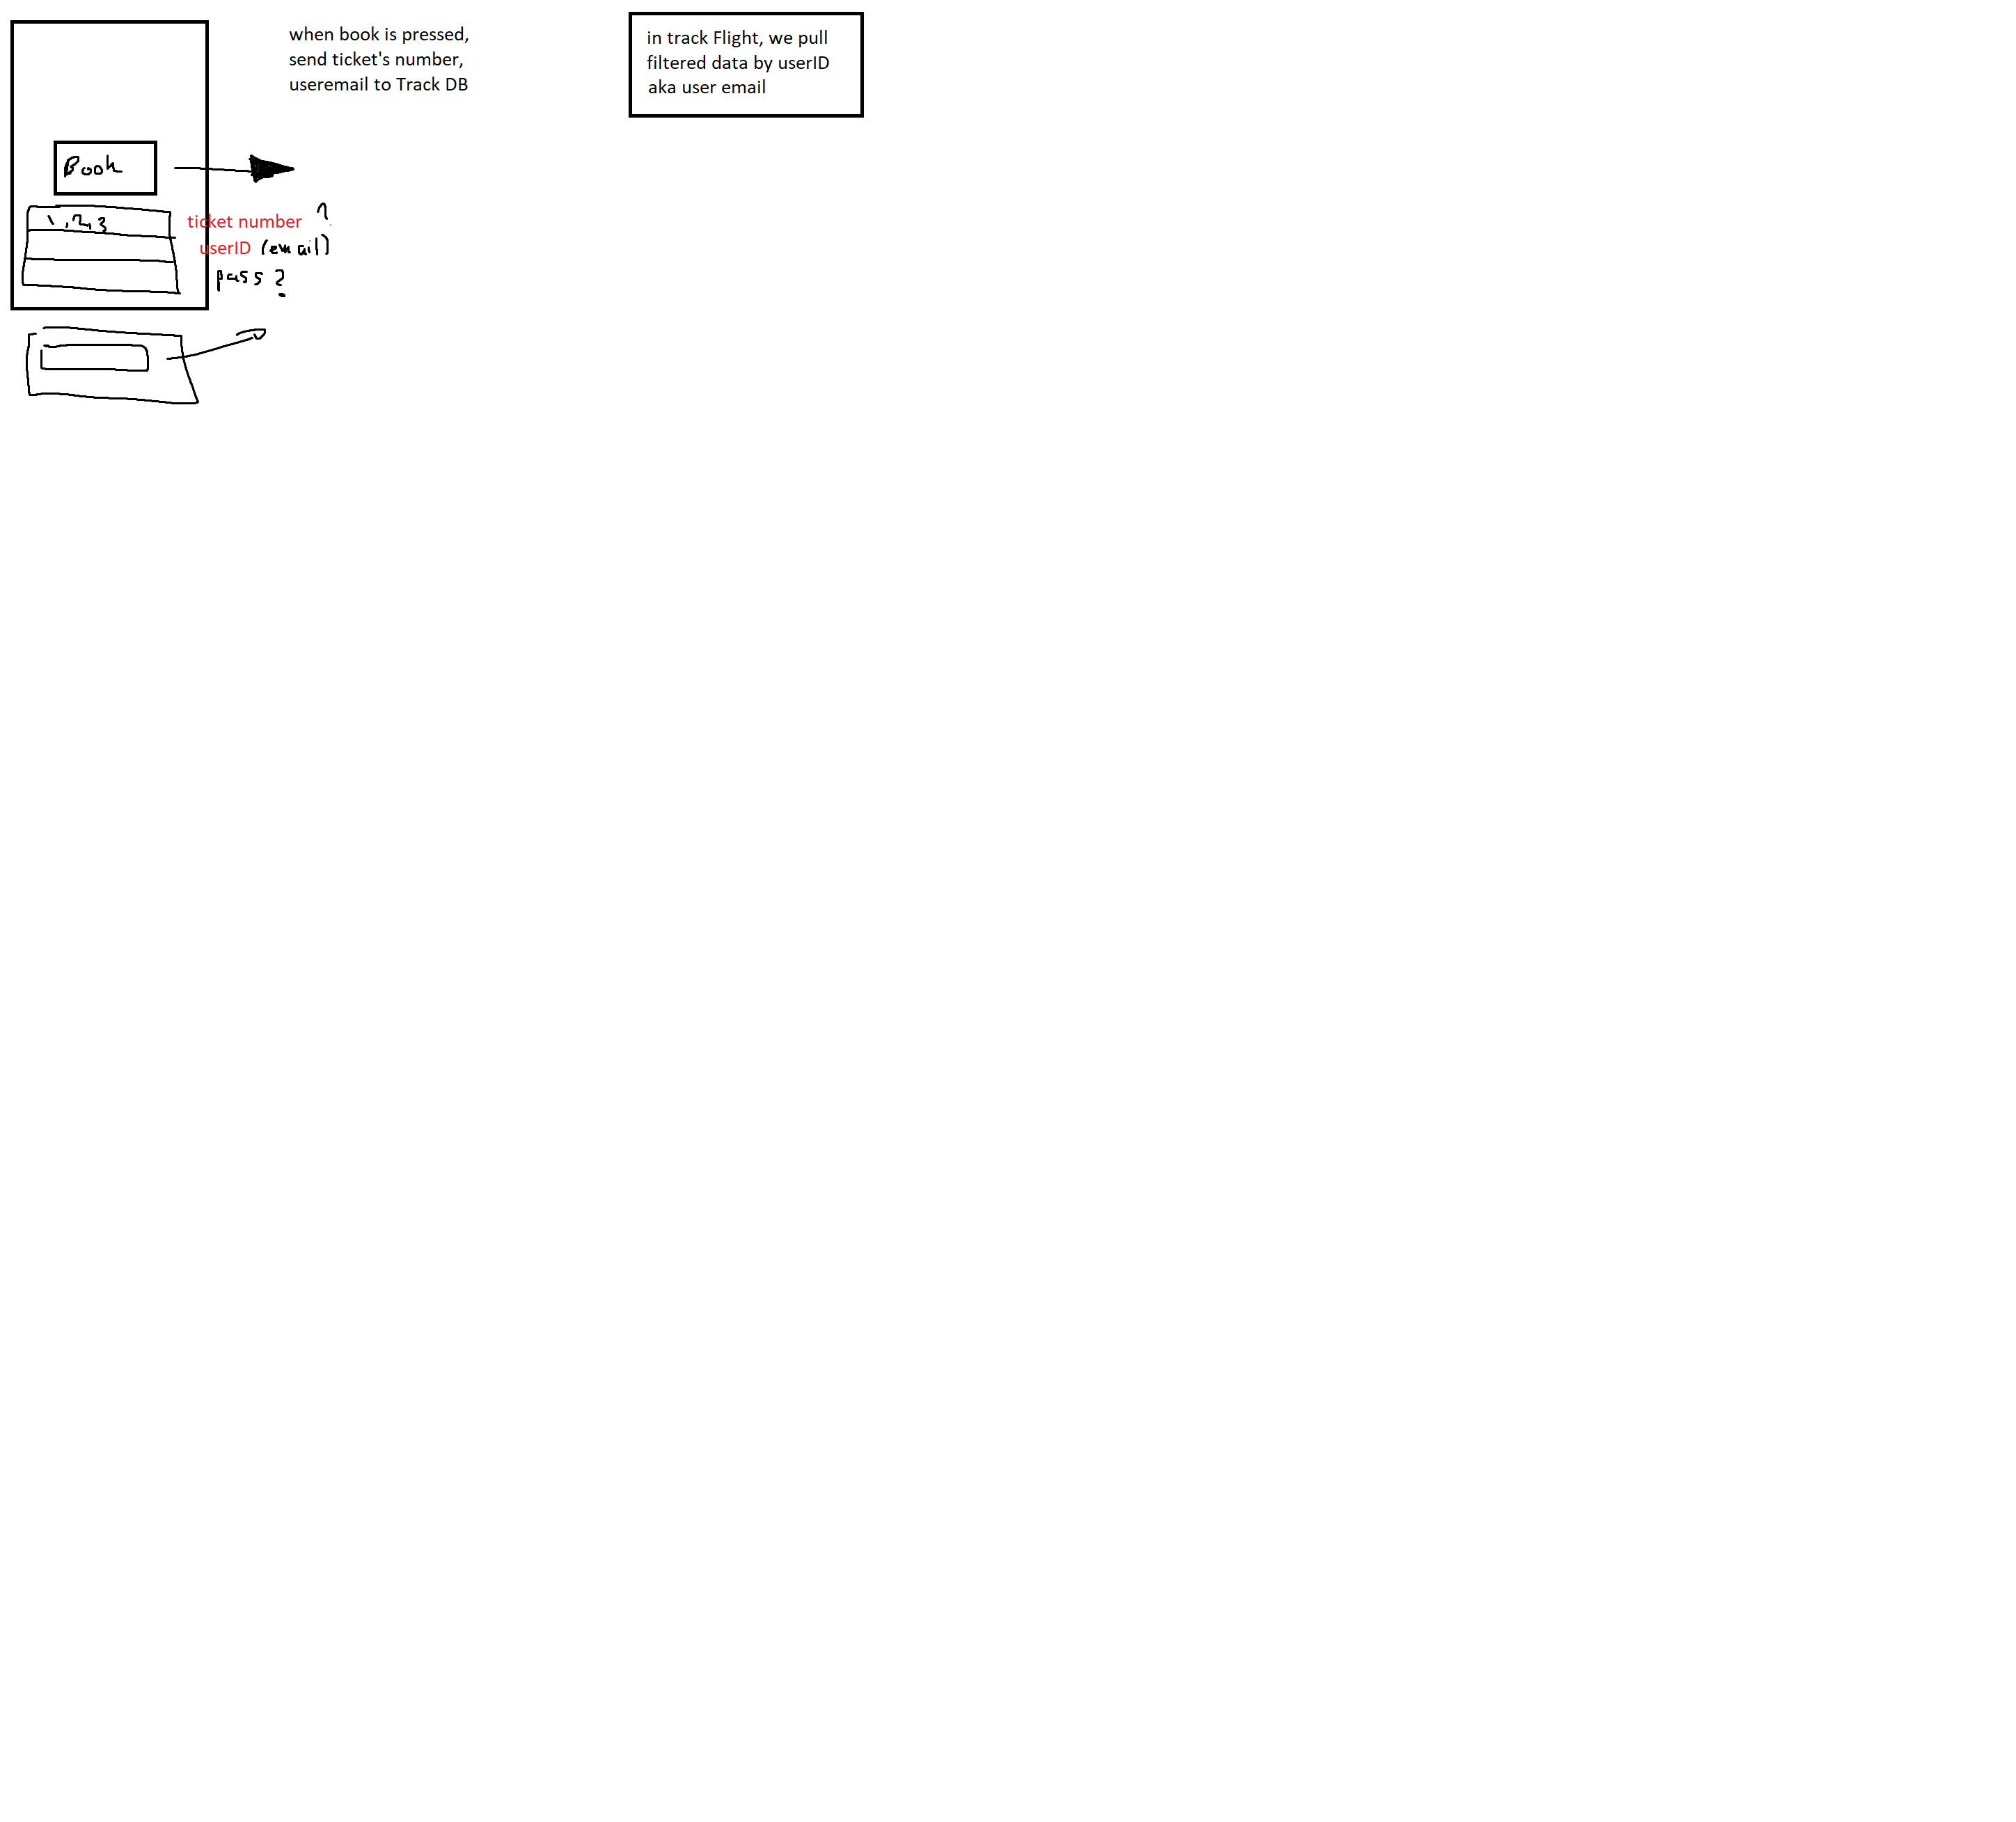 when book is pressed,
send ticket's number,
useremail to Track DB
in track Flight, we pull
filtered data by userID
aka user email
Book
1,2,3
ticket number ?
userID (email)
pass?